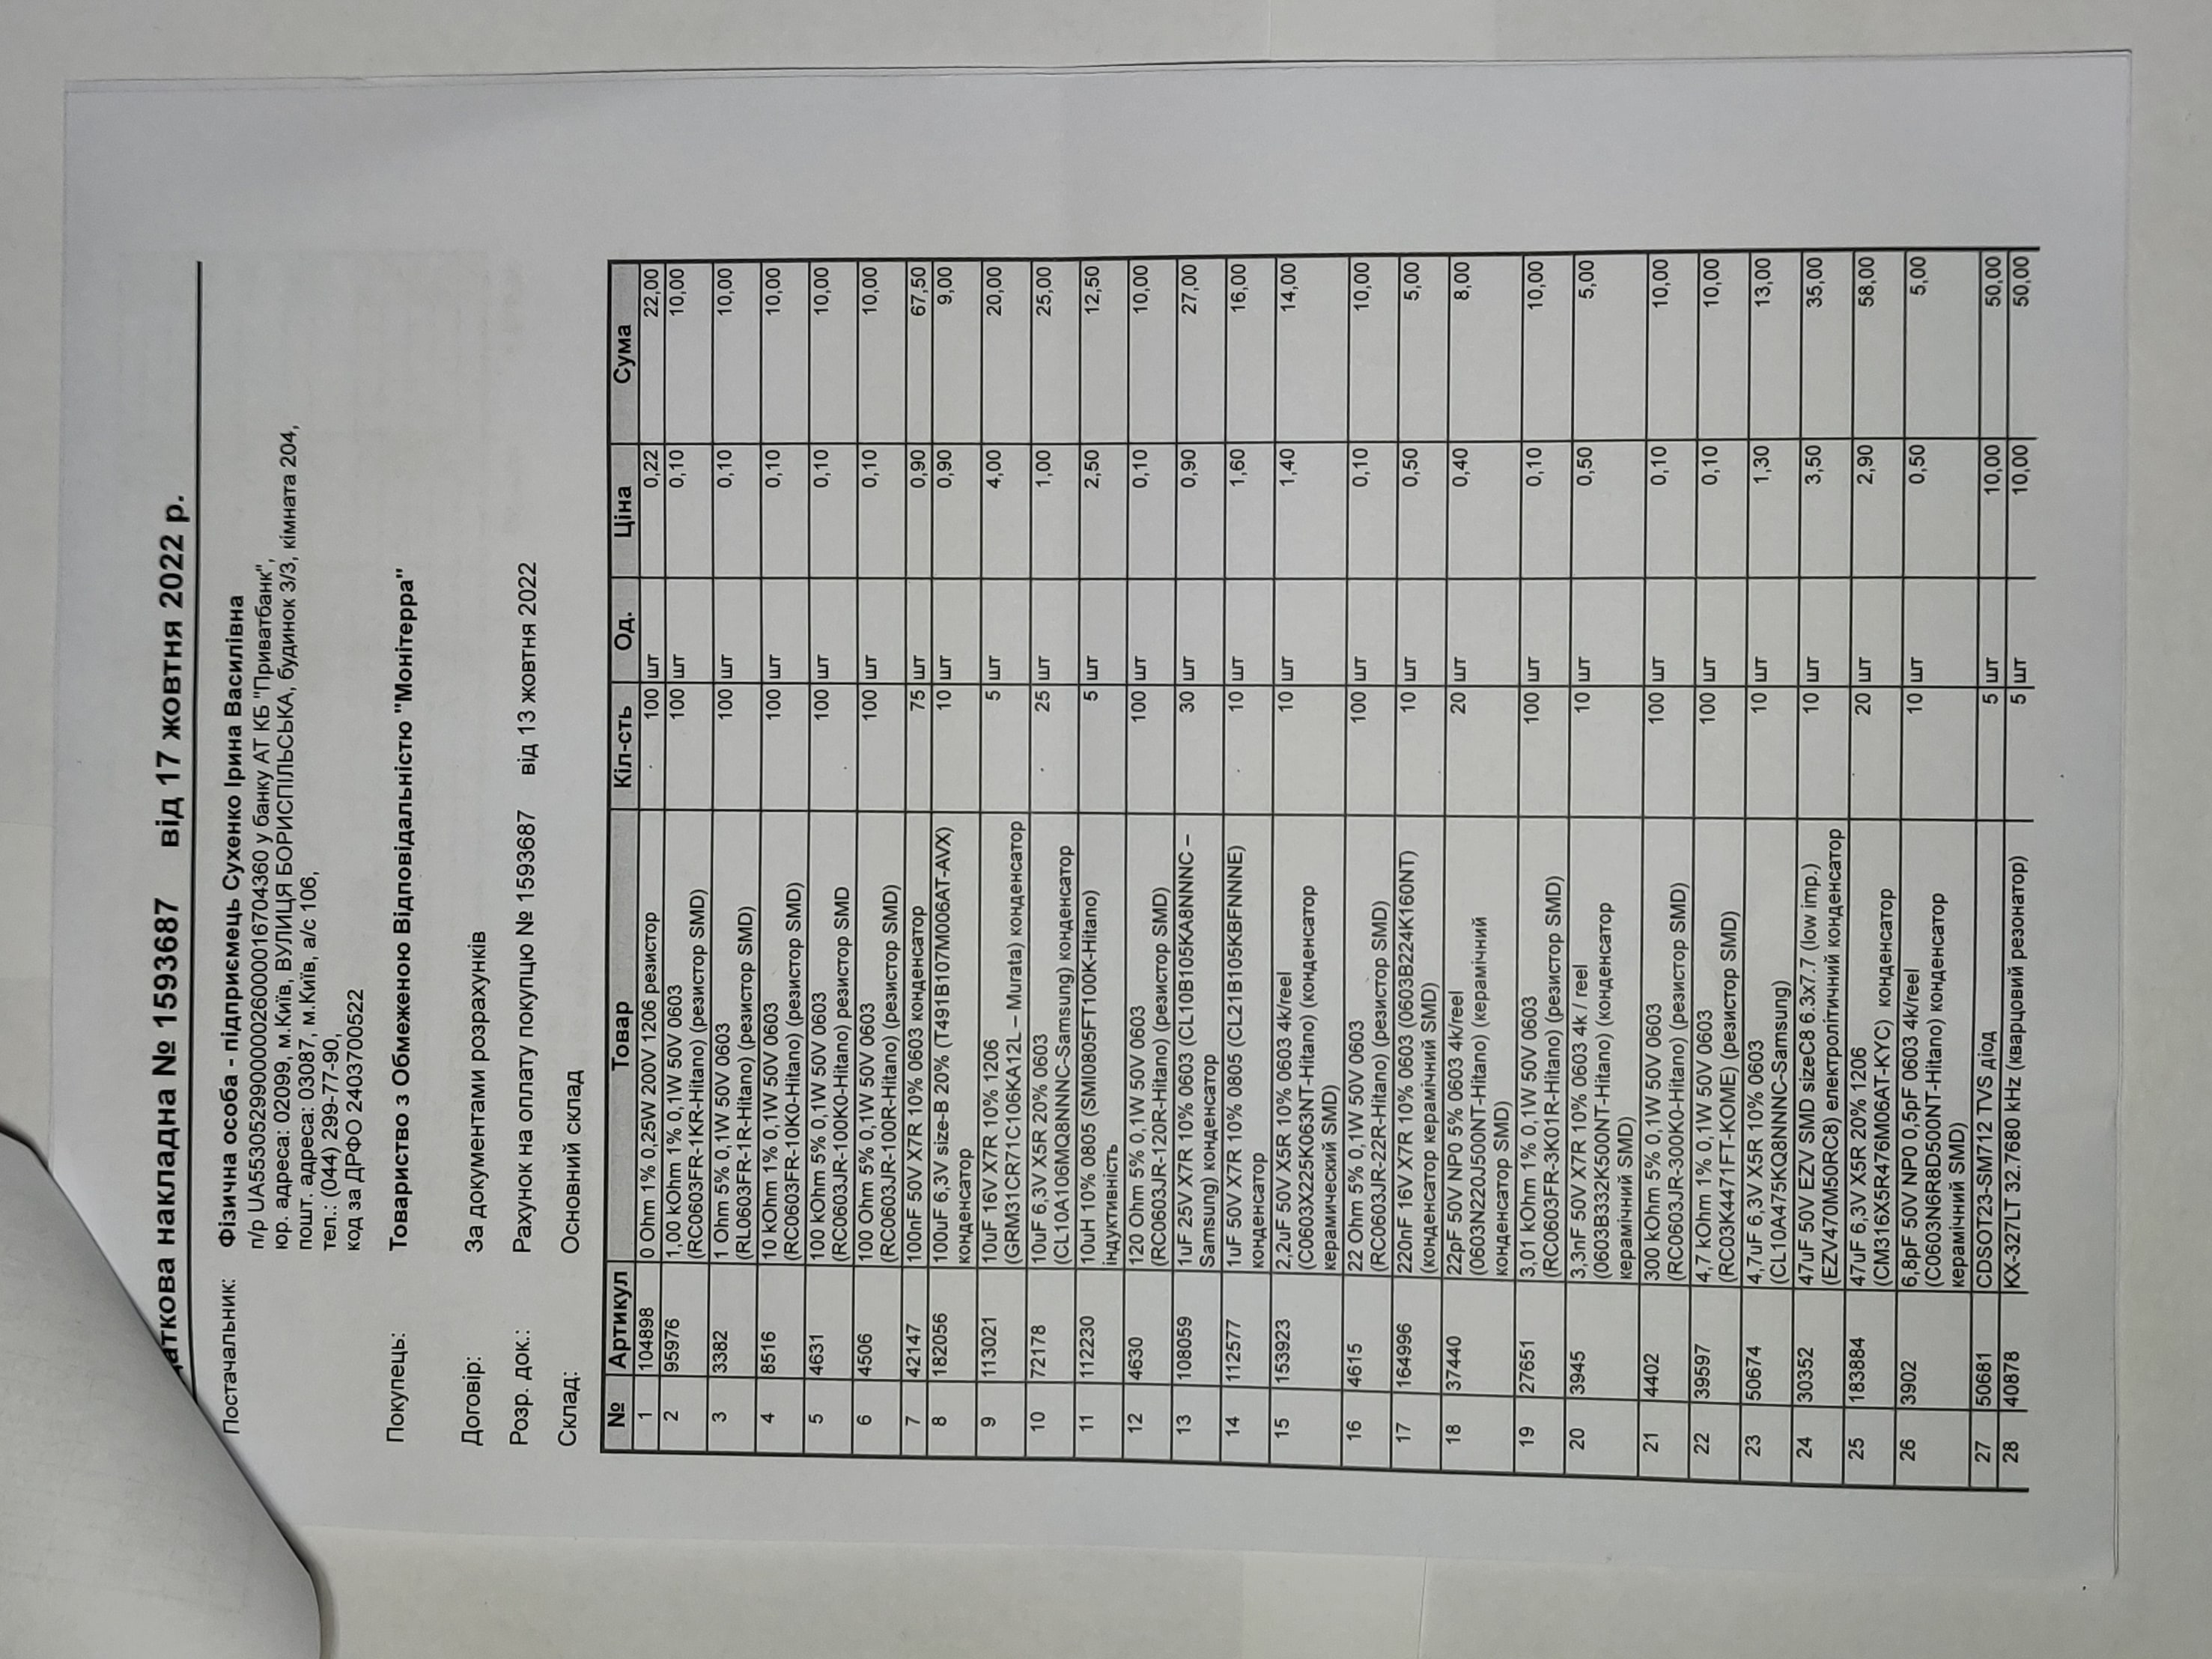 даткова накладна № 1593687 від 17 жовтня 2022 р.
Постачальник: Фізична особа - підприємець Сухенко Ірина Василівна
п/р UA553052990000026000016704360 у банку АТ КБ "Приватбанк",
юр. адреса: 02099, м.Київ, ВУЛИЦЯ БОРИСПІЛЬСЬКА, будинок 3/3, кімната 204,
пошт. адреса: 03087, м.Київ, а/с 106,
тел.: (044) 299-77-90,
код за ДРФО 2403700522
Покупець: Товариство з Обмеженою Відповідальністю "Монітерра"
Договір: За документами розрахунків
Розр. док.: Рахунок на оплату покупцю № 1593687 від 13 жовтня 2022
Склад: Основний склад
№ Артикул Товар Кіл-сть Од. Ціна Сума
1 104898 0 Ohm 1% 0,25W 200V 1206 резистор 100 шт 0,22 22,00
2 95976 1,00 kOhm 1% 0,1W 50V 0603 100 шт 0,10 10,00
(RC0603FR-1KR-Hitano) (резистор SMD)
3 3382 1 Ohm 5% 0,1W 50V 0603 100 шт 0,10 10,00
(RL0603FR-1R-Hitano) (резистор SMD)
4 8516 10 kOhm 1% 0,1W 50V 0603 100 шт 0,10 10,00
(RC0603FR-10K0-Hitano) (резистор SMD)
5 4631 100 kOhm 5% 0,1W 50V 0603 100 шт 0,10 10,00
(RC0603JR-100K0-Hitano) резистор SMD
6 4506 100 Ohm 5% 0,1W 50V 0603 100 шт 0,10 10,00
(RC0603JR-100R-Hitano) (резистор SMD)
7 42147 100nF 50V X7R 10% 0603 конденсатор 75 шт 0,90 67,50
8 182056 100uF 6,3V size-B 20% (T491B107M006AT-AVX) 10 шт 0,90 9,00
конденсатор
9 113021 10uF 16V X7R 10% 1206 5 шт 4,00 20,00
(GRM31CR71C106KA12L – Murata) конденсатор
10 72178 10uF 6,3V X5R 20% 0603 25 шт 1,00 25,00
(CL10A106MQ8NNNC-Samsung) конденсатор
11 112230 10uH 10% 0805 (SMI0805FT100K-Hitano) 5 шт 2,50 12,50
індуктивність
12 4630 120 Ohm 5% 0,1W 50V 0603 100 шт 0,10 10,00
(RC0603JR-120R-Hitano) (резистор SMD)
13 108059 1uF 25V X7R 10% 0603 (CL10B105KA8NNNC – 30 шт 0,90 27,00
Samsung) конденсатор
14 112577 1uF 50V X7R 10% 0805 (CL21B105KBFNNNE) 10 шт 1,60 16,00
конденсатор
15 153923 2,2uF 50V X5R 10% 0603 4k/reel 10 шт 1,40 14,00
(C0603X225K063NT-Hitano) (конденсатор
керамический SMD)
16 4615 22 Ohm 5% 0,1W 50V 0603 100 шт 0,10 10,00
(RC0603JR-22R-Hitano) (резистор SMD)
17 164996 220nF 16V X7R 10% 0603 (0603B224K160NT) 10 шт 0,50 5,00
(конденсатор керамічний SMD)
18 37440 22pF 50V NP0 5% 0603 4k/reel 20 шт 0,40 8,00
(0603N220J500NT-Hitano) (керамічний
конденсатор SMD)
19 27651 3,01 kOhm 1% 0,1W 50V 0603 100 шт 0,10 10,00
(RC0603FR-3K01R-Hitano) (резистор SMD)
20 3945 3,3nF 50V X7R 10% 0603 4k / reel 10 шт 0,50 5,00
(0603B332K500NT-Hitano) (конденсатор
керамічний SMD)
21 4402 300 kOhm 5% 0,1W 50V 0603 100 шт 0,10 10,00
(RC0603JR-300K0-Hitano) (резистор SMD)
22 39597 4,7 kOhm 1% 0,1W 50V 0603 100 шт 0,10 10,00
(RC03K4471FT-KOME) (резистор SMD)
23 50674 4,7uF 6,3V X5R 10% 0603 10 шт 1,30 13,00
(CL10A475KQ8NNNC-Samsung)
24 30352 47uF 50V EZV SMD sizeC8 6.3x7.7 (low imp.) 10 шт 3,50 35,00
(EZV470M50RC8) електролітичний конденсатор
25 183884 47uF 6,3V X5R 20% 1206 20 шт 2,90 58,00
(CM316X5R476M06AT-KYC) конденсатор
26 3902 6,8pF 50V NP0 0,5pF 0603 4k/reel 10 шт 0,50 5,00
(C0603N6R8D500NT-Hitano) конденсатор
керамічний SMD)
27 50681 CDSOT23-SM712 TVS діод 5 шт 10,00 50,00
28 40878 KX-327LT 32.7680 kHz (кварцовий резонатор) 5 шт 10,00 50,00